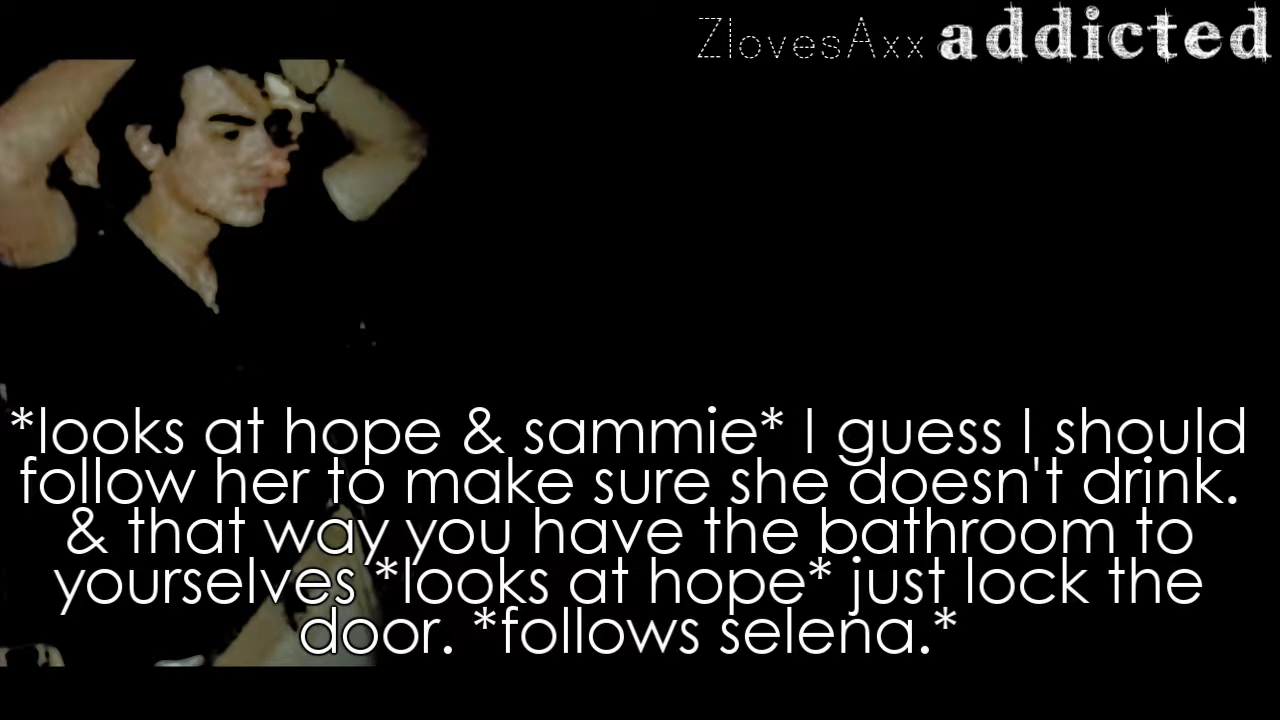 ZlovesAxx addicted
*looks at hope & sammie* I guess I should
follow her to make sure she doesn't drink.
& that way you have the bathroom to
yourselves *looks at hope* just lock the
door. *follows selena.*